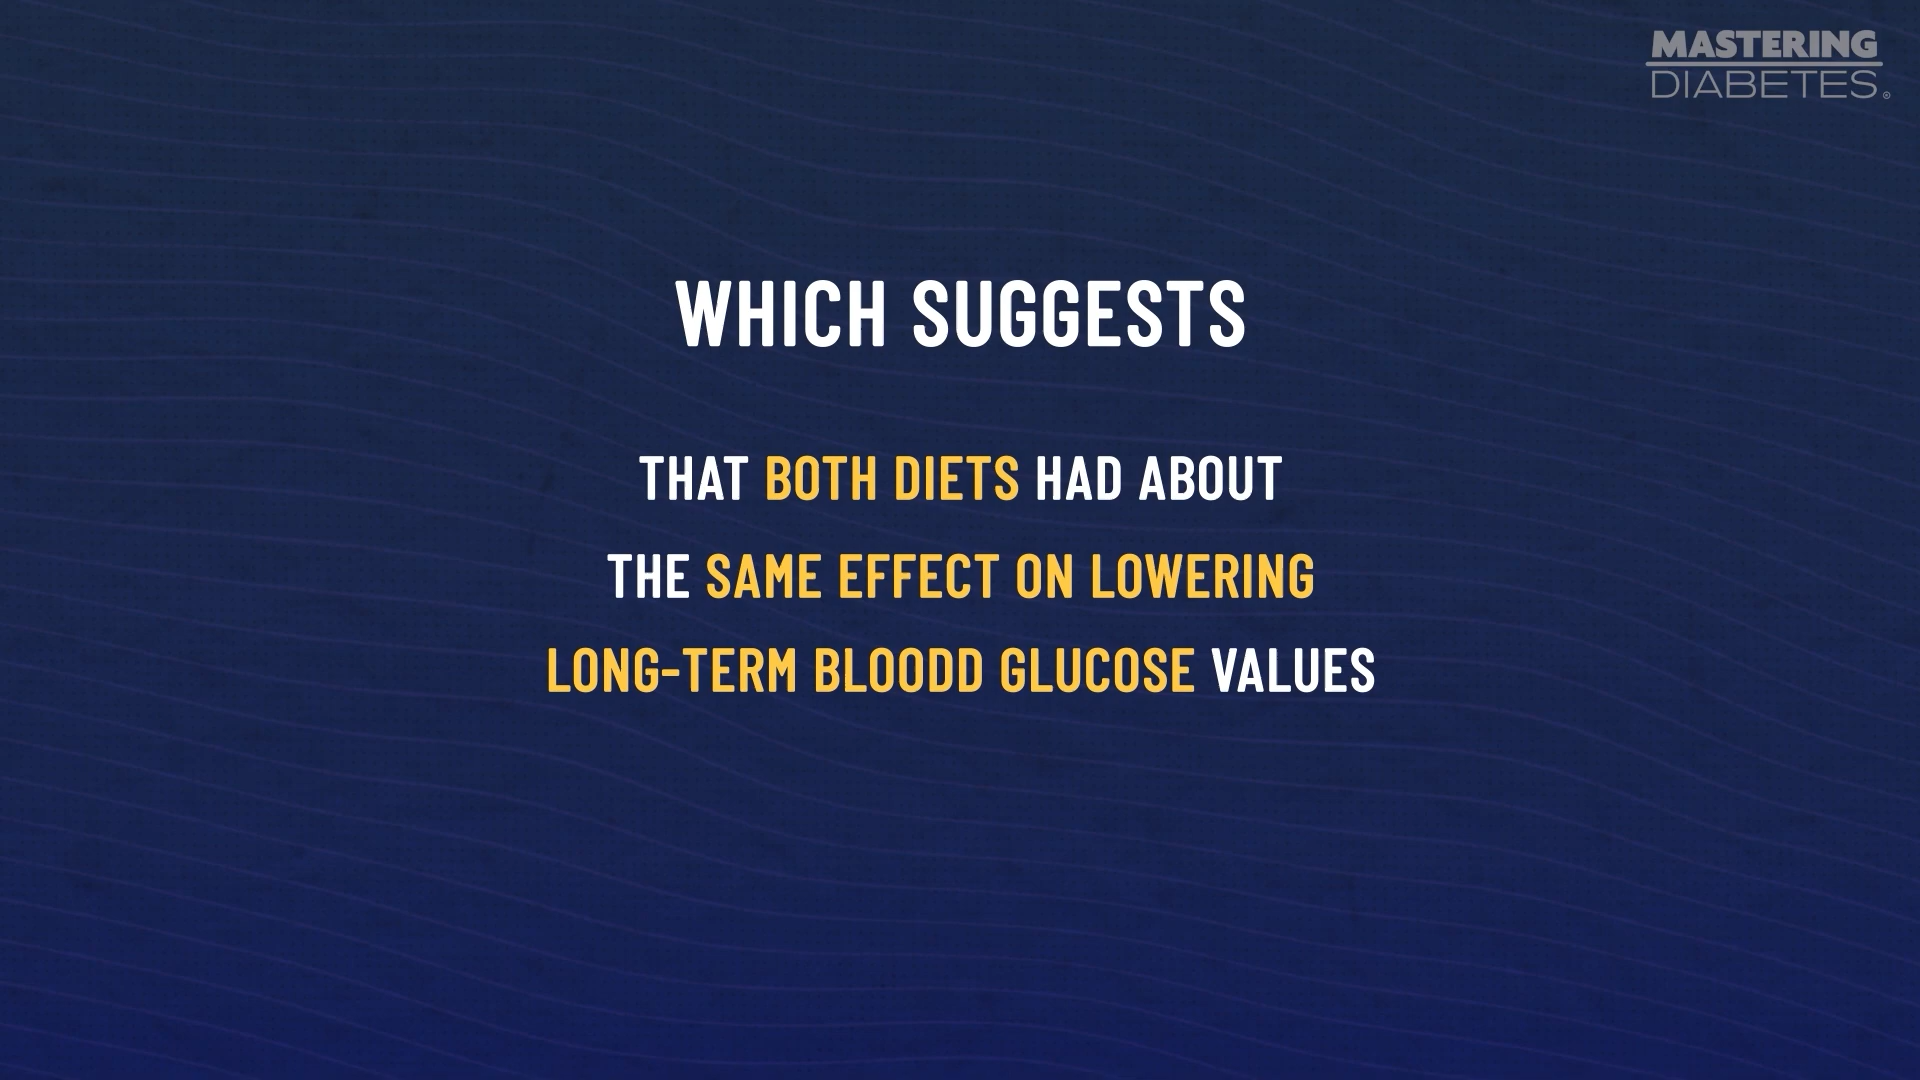 MASTERING
DIABETES®
WHICH SUGGESTS
THAT BOTH DIETS HAD ABOUT
THE SAME EFFECT ON LOWERING
LONG-TERM BLOODD GLUCOSE VALUES